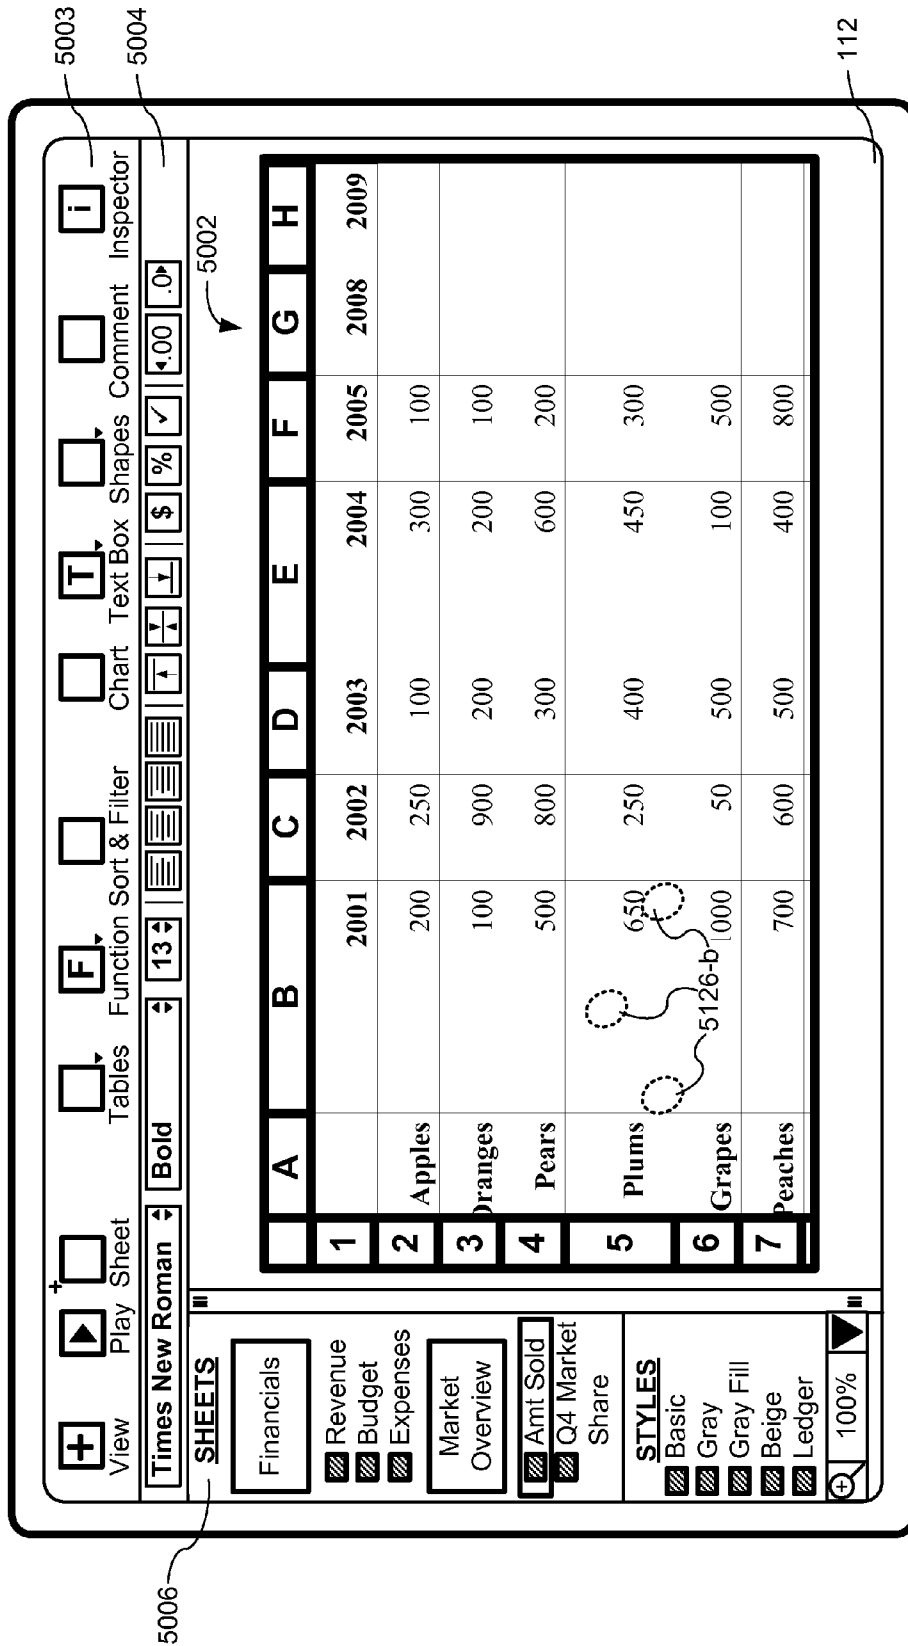 5003
5004
112
5002
5006
View Play Sheet Tables Function Sort & Filter Chart Text Box Shapes Comment Inspector
+ + F T i
Times New Roman Bold 13 $ % ✓ .00 .0
SHEETS
Financials
Revenue
Budget
Expenses
Market
Overview
Amt Sold
Q4 Market
Share
STYLES
Basic
Gray
Gray Fill
Beige
Ledger
100%
A B C D E F G H
1 2001 2002 2003 2004 2005 2008 2009
2 Apples 200 250 100 300 100
3 Oranges 100 900 200 200 100
4 Pears 500 800 300 600 200
5 Plums 650 250 400 450 300
6 Grapes 000 50 500 100 500
7 Peaches 700 600 500 400 800
5126-b